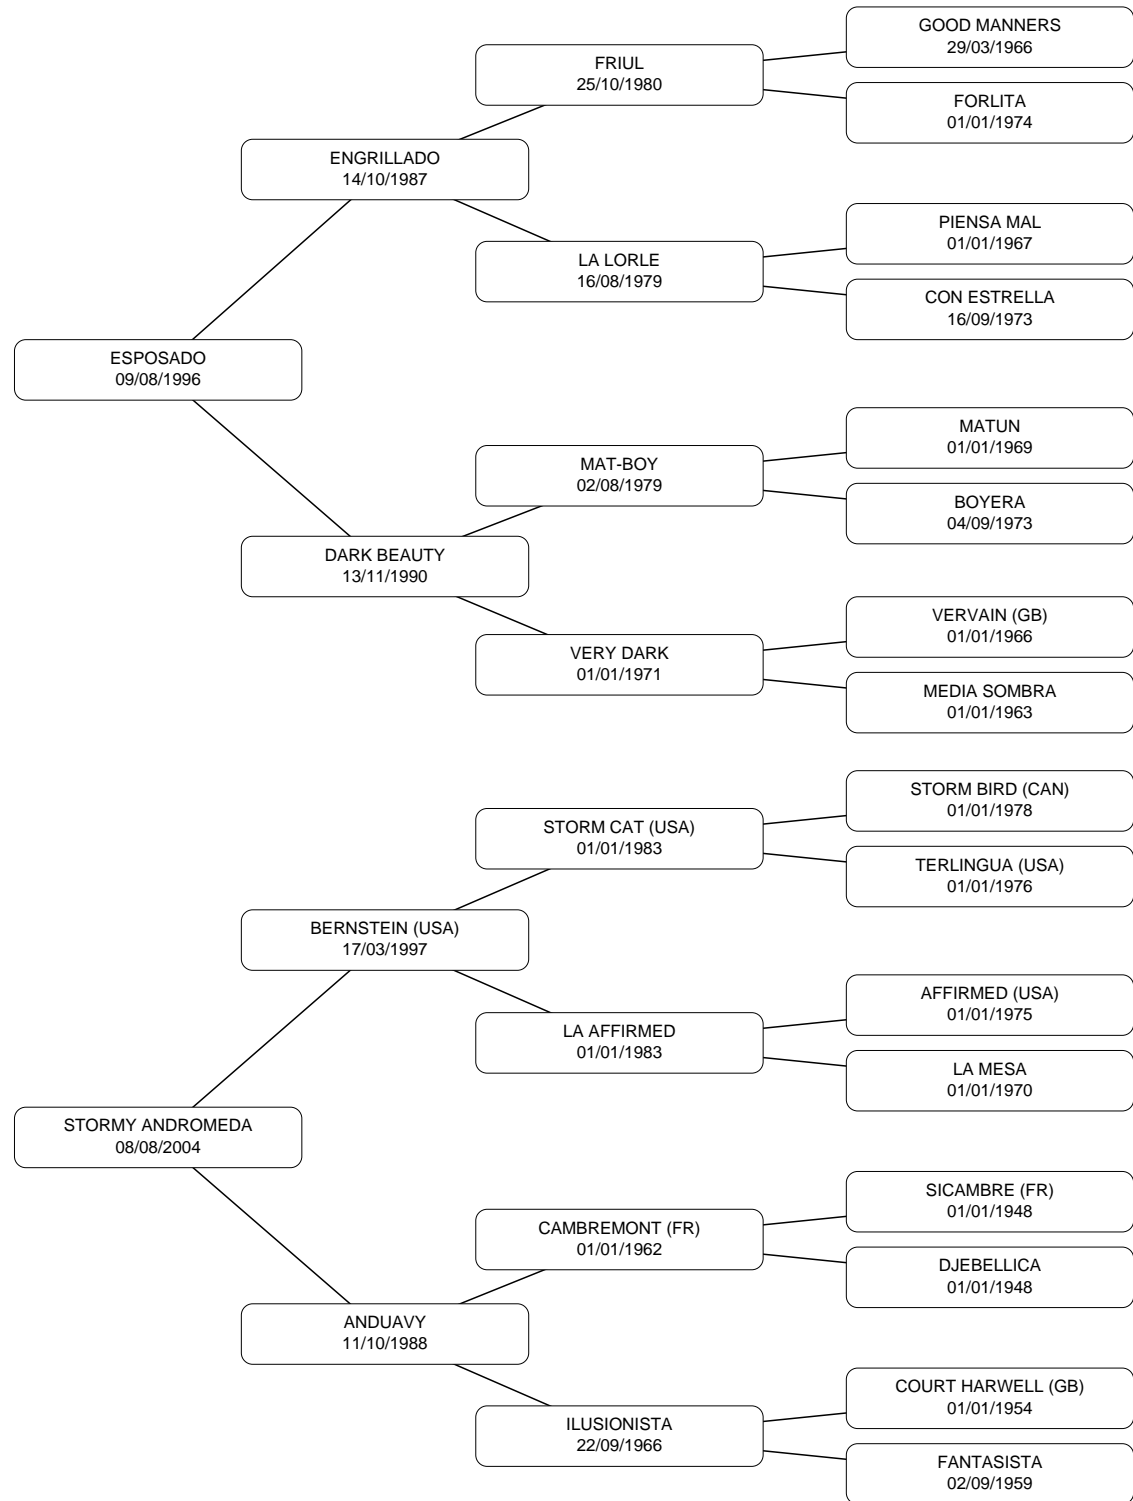 GOOD MANNERS
29/03/1966
FRIUL
25/10/1980
FORLITA
01/01/1974
ENGRILLADO
14/10/1987
PIENSA MAL
01/01/1967
LA LORLE
16/08/1979
CON ESTRELLA
16/09/1973
ESPOSADO
09/08/1996
MATUN
01/01/1969
MAT-BOY
02/08/1979
BOYERA
04/09/1973
DARK BEAUTY
13/11/1990
VERVAIN (GB)
01/01/1966
VERY DARK
01/01/1971
MEDIA SOMBRA
01/01/1963
STORM BIRD (CAN)
01/01/1978
STORM CAT (USA)
01/01/1983
TERLINGUA (USA)
01/01/1976
BERNSTEIN (USA)
17/03/1997
AFFIRMED (USA)
01/01/1975
LA AFFIRMED
01/01/1983
LA MESA
01/01/1970
STORMY ANDROMEDA
08/08/2004
SICAMBRE (FR)
01/01/1948
CAMBREMONT (FR)
01/01/1962
DJEBELLICA
01/01/1948
ANDUAVY
11/10/1988
COURT HARWELL (GB)
01/01/1954
ILUSIONISTA
22/09/1966
FANTASISTA
02/09/1959